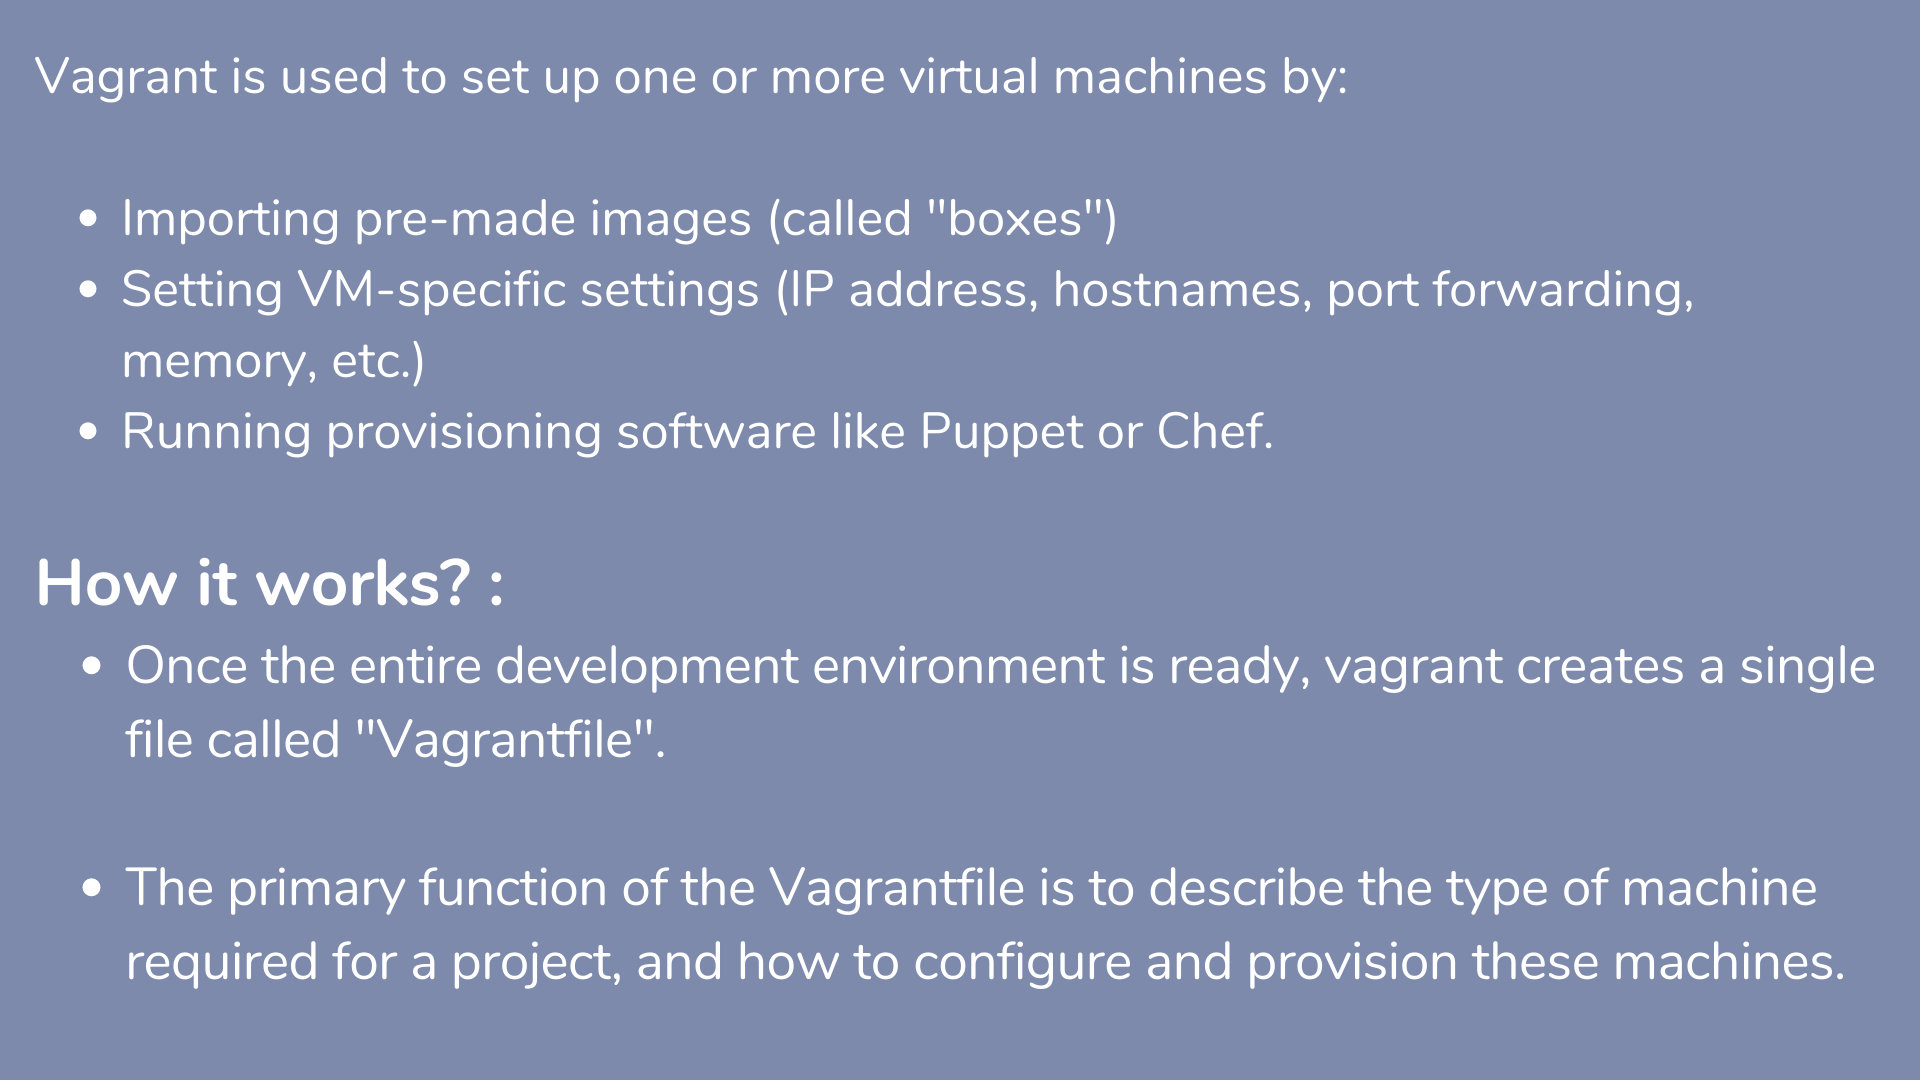 Vagrant is used to set up one or more virtual machines by:
• Importing pre-made images (called "boxes")
• Setting VM-specific settings (IP address, hostnames, port forwarding,
memory, etc.)
• Running provisioning software like Puppet or Chef.
How it works? :
• Once the entire development environment is ready, vagrant creates a single
file called "Vagrantfile".
• The primary function of the Vagrantfile is to describe the type of machine
required for a project, and how to configure and provision these machines.